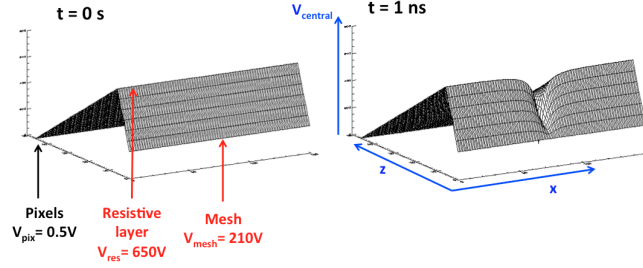 t = 0 s
t = 1 ns
V_central
z
x
Pixels
V_pix= 0.5V
Resistive
layer
V_res= 650V
Mesh
V_mesh= 210V